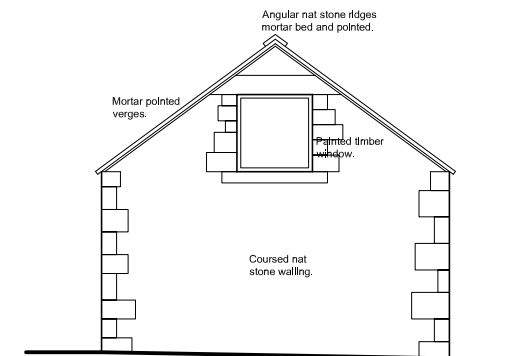 Angular nat stone ridges
mortar bed and pointed.
Mortar pointed
verges.
Painted timber
window.
Coursed nat
stone walling.